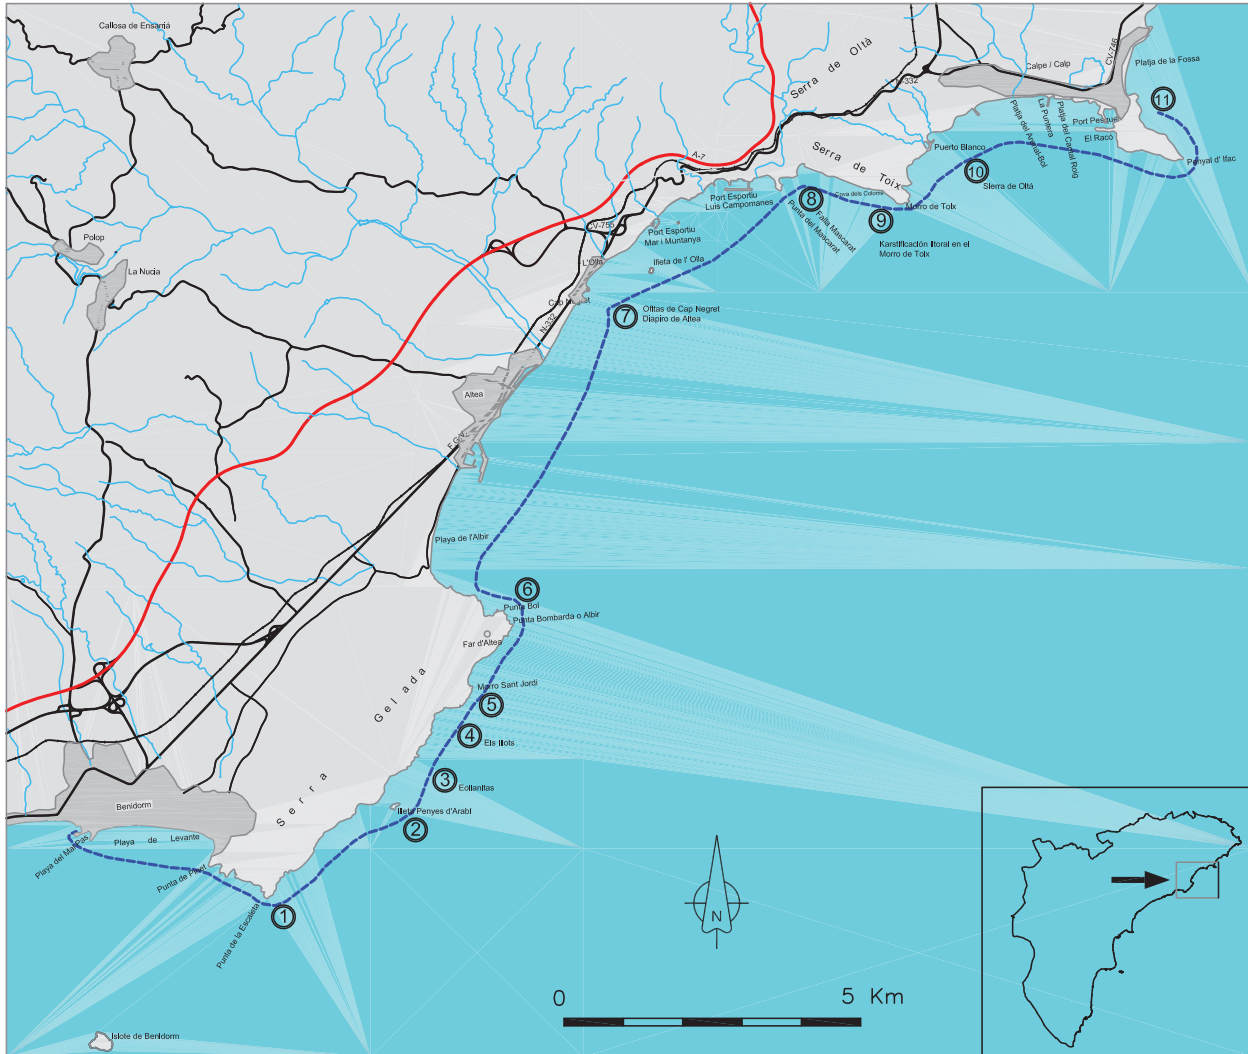 Callosa de Ensarriá
Serra de Oltà
N-332
Calpe / Calp
CV-746
Platja de la Fossa
11
Platja del Arenal-Bol
La Puntera
Platja del Cantal Roig
Port Pesquer
El Racó
Penyal d' Ifac
A-7
Serra de Toix
Puerto Blanco
10
Sierra de Oltá
Port Esportiu
Luis Campomanes
Cova dels Coloms
8
Falla Mascarat
Punta del Mascarat
Morro de Toix
9
Karstificación litoral en el
Morro de Toix
CV-755
Port Esportiu
Mar i Muntanya
Polop
La Nucia
L'Olla
Illeta de l' Olla
Cap Negret
N-332
7
Ofitas de Cap Negret
Diapiro de Altea
Altea
F.G.V.
Playa de l'Albir
6
Punta Bol
Punta Bombarda o Albir
Far d'Altea
Serra Gelada
Morro Sant Jordi
5
4
Els Illots
3
Eolianitas
Illeta Penyes d'Arabí
2
Benidorm
Playa de Levante
Playa del Mal Pas
Punta de Pinet
Punta de la Escaleta
1
N
0 5 Km
Islote de Benidorm